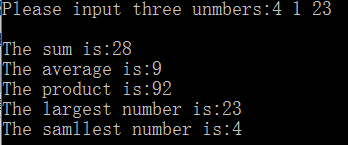 Please input three unmbers:4 1 23
The sum is:28
The average is:9
The product is:92
The largest number is:23
The samllest number is:4